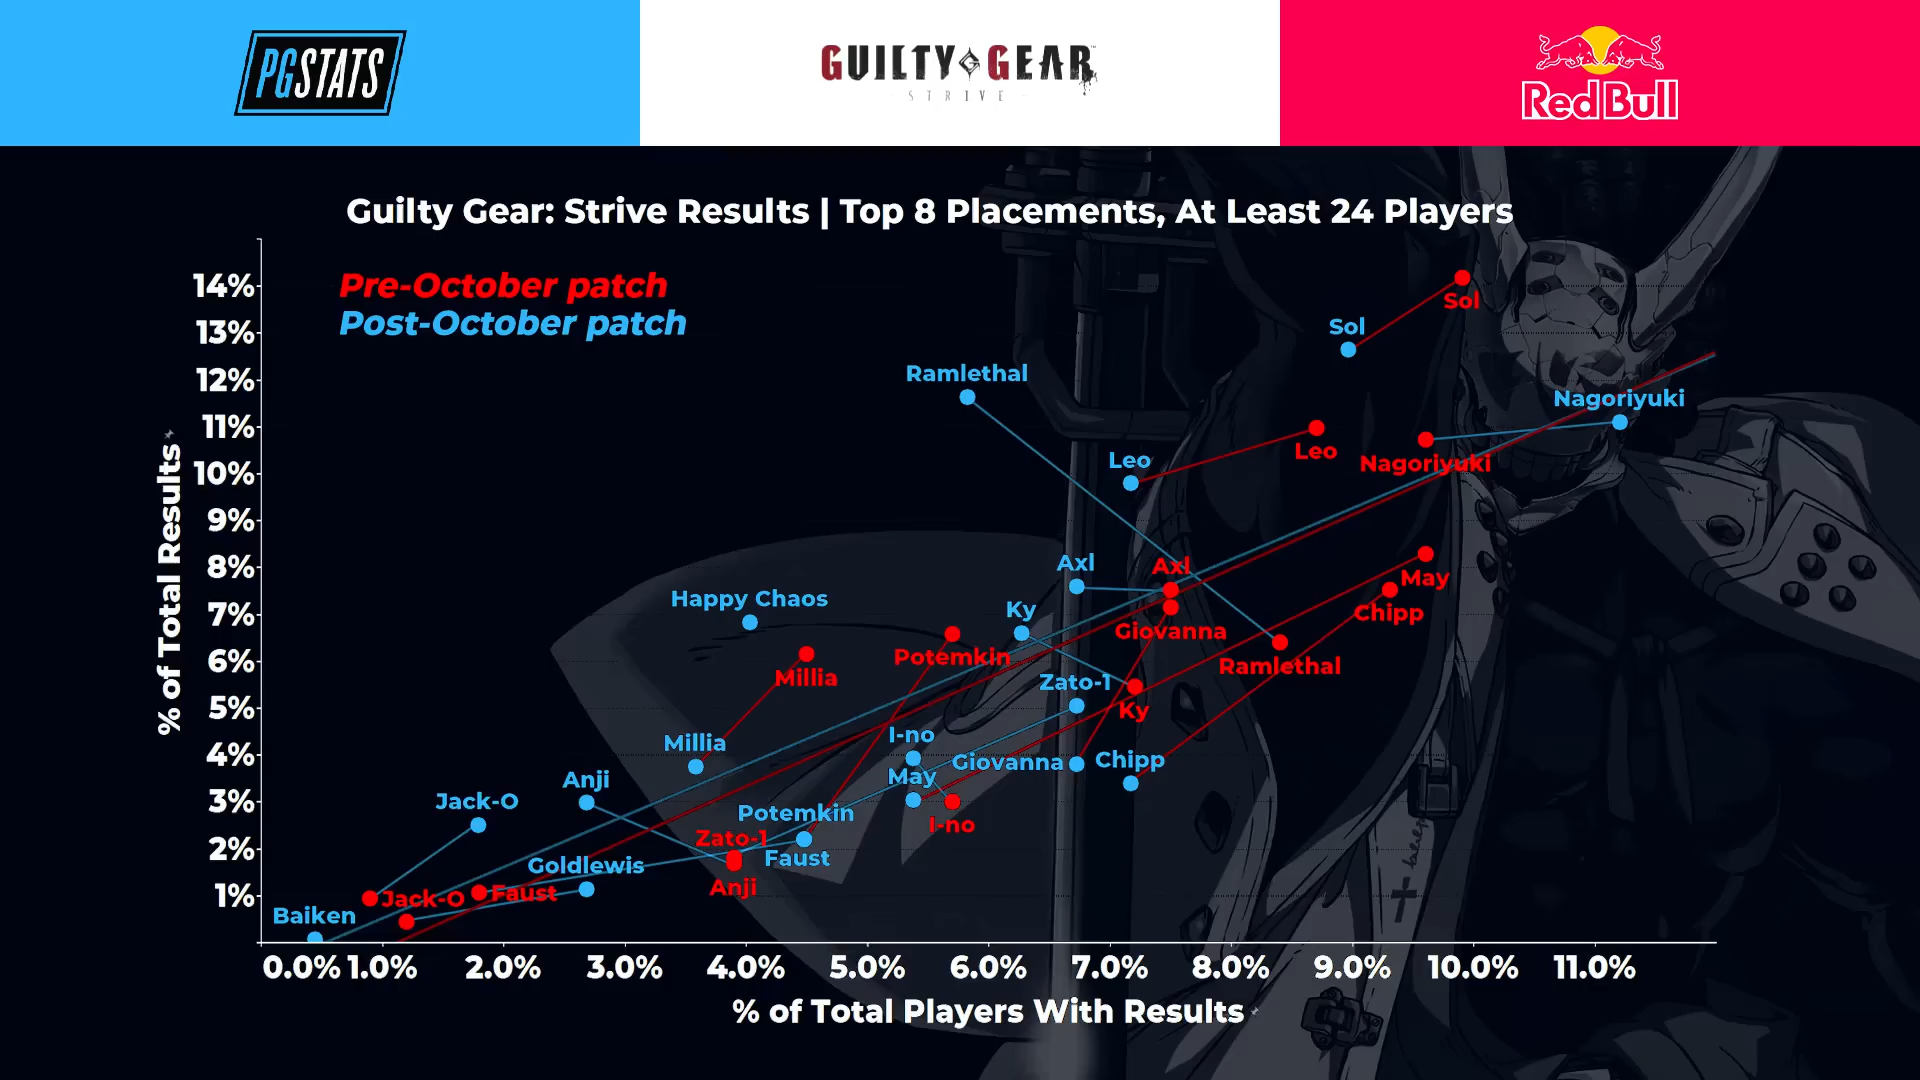 PGSTATS
GUILTY GEAR
STRIVE
Red Bull
Guilty Gear: Strive Results | Top 8 Placements, At Least 24 Players
Pre-October patch
Post-October patch
% of Total Results
14%
13%
12%
11%
10%
9%
8%
7%
6%
5%
4%
3%
2%
1%
Sol
Sol
Ramlethal
Nagoriyuki
Leo
Leo
Nagoriyuki
Axl
Axl
May
Happy Chaos
Ky
Chipp
Giovanna
Potemkin
Ramlethal
Millia
Zato-1
Ky
I-no
Millia
Giovanna
Chipp
May
Anji
Jack-O
Potemkin
I-no
Zato-1
Faust
Goldlewis
Anji
Jack-O
Faust
Baiken
0.0% 1.0% 2.0% 3.0% 4.0% 5.0% 6.0% 7.0% 8.0% 9.0% 10.0% 11.0%
% of Total Players With Results